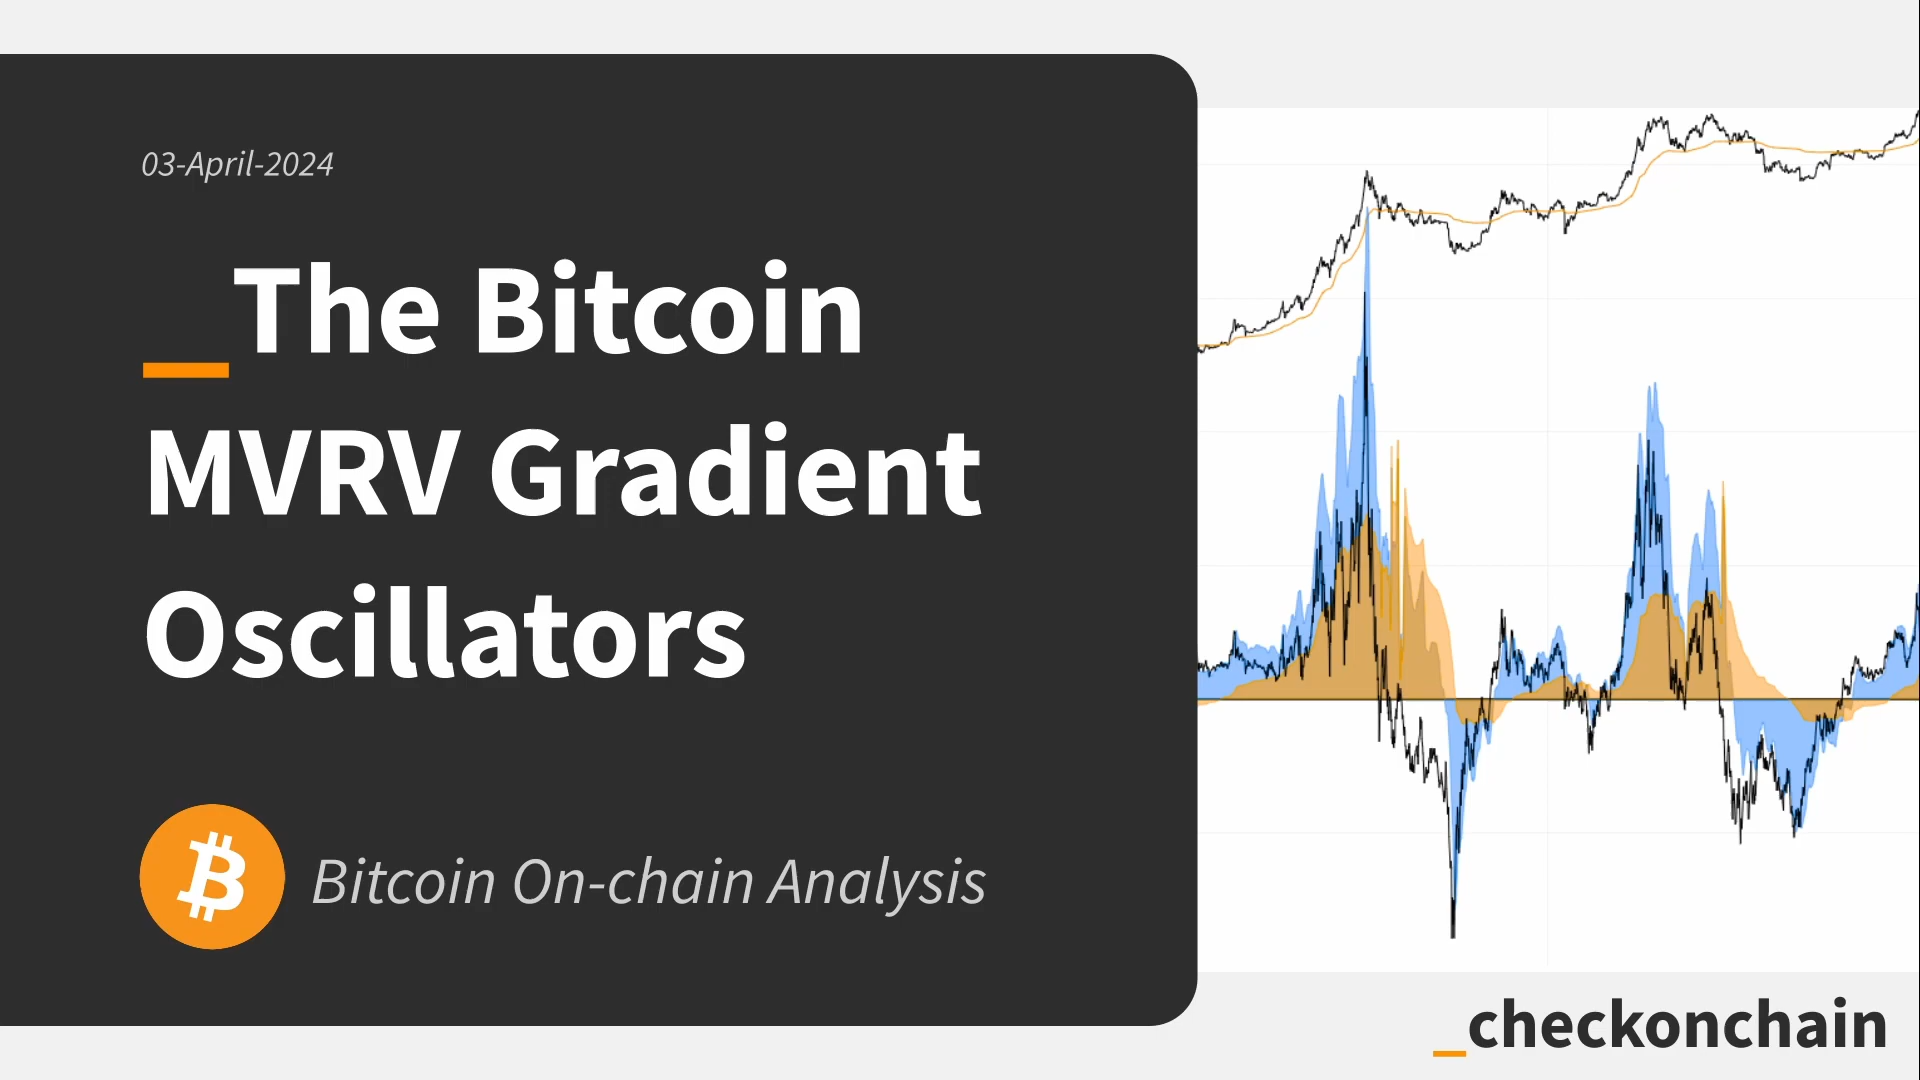 03-April-2024
_The Bitcoin
MVRV Gradient
Oscillators
Bitcoin On-chain Analysis
_checkonchain